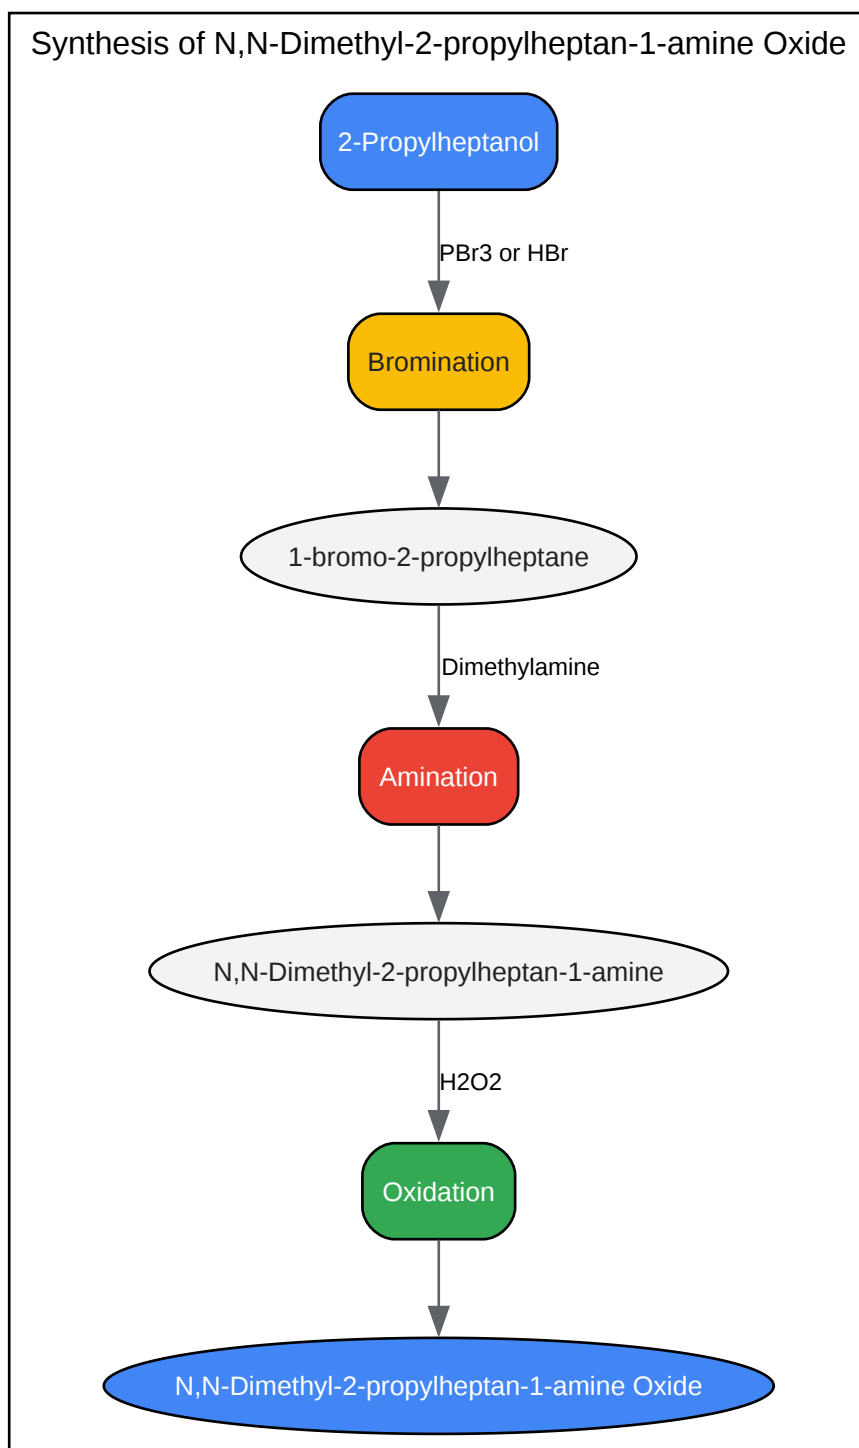 Synthesis of N,N-Dimethyl-2-propylheptan-1-amine Oxide
2-Propylheptanol
PBr3 or HBr
Bromination
1-bromo-2-propylheptane
Dimethylamine
Amination
N,N-Dimethyl-2-propylheptan-1-amine
H2O2
Oxidation
N,N-Dimethyl-2-propylheptan-1-amine Oxide